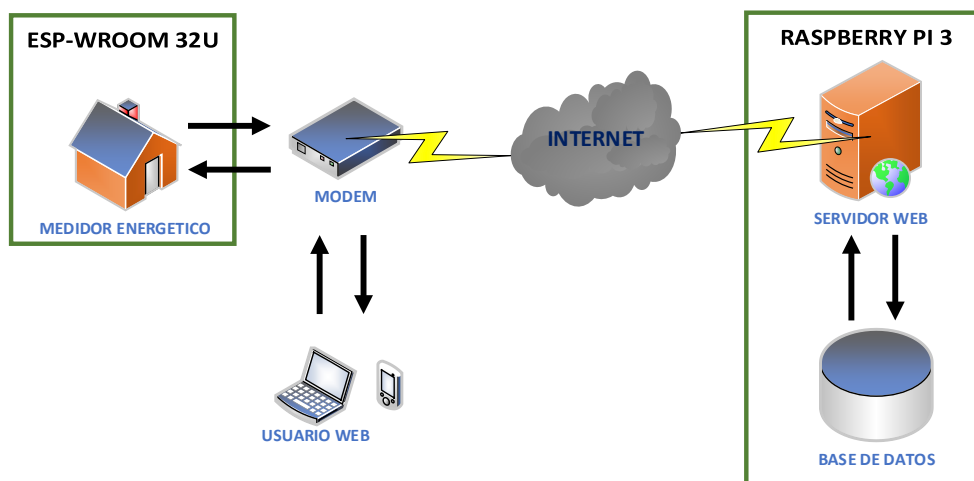 ESP-WROOM 32U
MEDIDOR ENERGETICO
MODEM
USUARIO WEB
INTERNET
RASPBERRY PI 3
SERVIDOR WEB
BASE DE DATOS